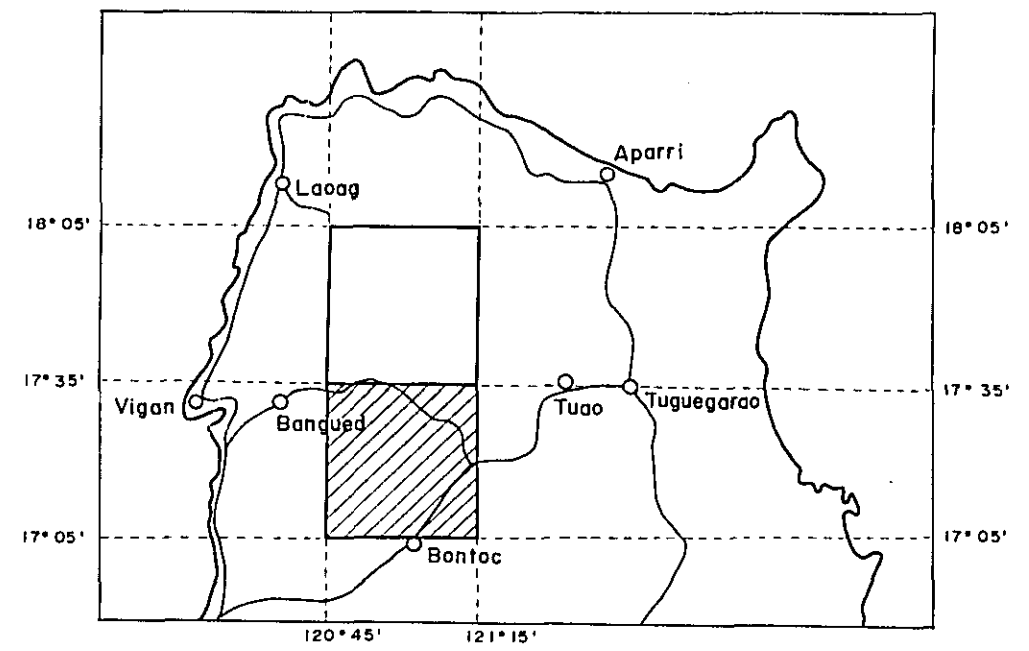 Aparri
Laoag
18° 05'
18° 05'
17° 35'
17° 35'
Vigan
Bangued
Tuao
Tuguegarao
17° 05'
17° 05'
Bontoc
120° 45'
121° 15'